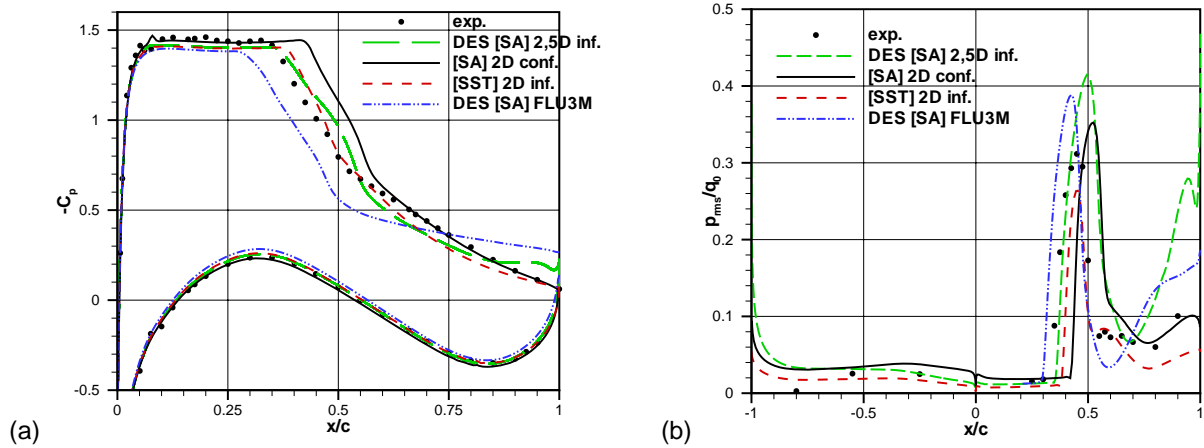 1.5
1
0.5
0
-0.5
-C_p
0
0.25
0.5
0.75
1
x/c
exp.
DES [SA] 2,5D inf.
[SA] 2D conf.
[SST] 2D inf.
DES [SA] FLU3M
(a)
0.5
0.4
0.3
0.2
0.1
0
p_rms/q_0
-1
-0.5
0
0.5
1
x/c
exp.
DES [SA] 2,5D inf.
[SA] 2D conf.
[SST] 2D inf.
DES [SA] FLU3M
(b)